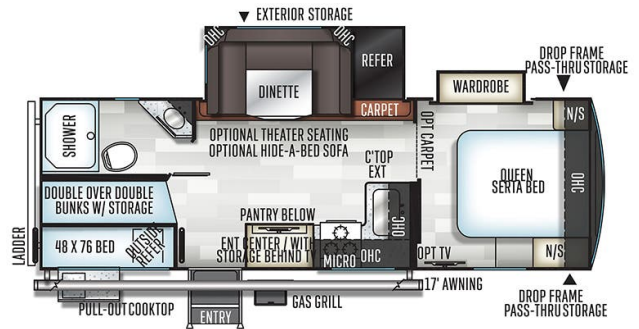 EXTERIOR STORAGE
OHC
OHC
REFER
DINETTE
CARPET
WARDROBE
DROP FRAME
PASS-THRU STORAGE
N/S
SHOWER
OPTIONAL THEATER SEATING
OPTIONAL HIDE-A-BED SOFA
C'TOP
EXT
OPT CARPET
QUEEN
SERTA BED
OHC
DOUBLE OVER DOUBLE
BUNKS W/ STORAGE
PANTRY BELOW
OHC
LADDER
48 X 76 BED
OUTSIDE
REFER
ENT CENTER / WITH
STORAGE BEHIND TV
MICRO
OHC
OPT TV
N/S
17' AWNING
PULL-OUT COOKTOP
ENTRY
GAS GRILL
DROP FRAME
PASS-THRU STORAGE